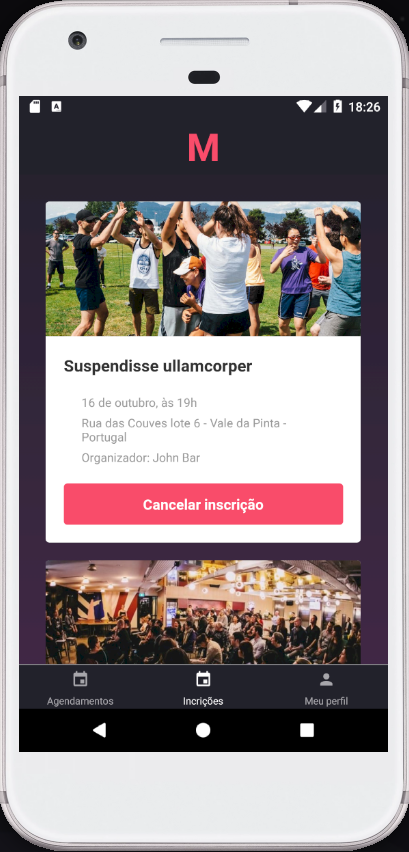 18:26
M
Suspendisse ullamcorper
16 de outubro, às 19h
Rua das Couves lote 6 - Vale da Pinta -
Portugal
Organizador: John Bar
Cancelar inscrição
Agendamentos
Incrições
Meu perfil